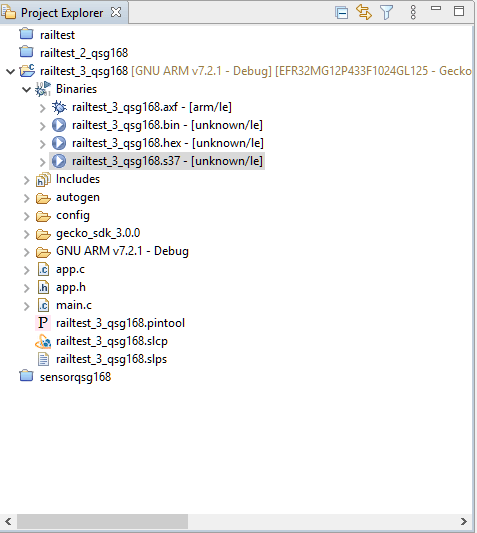 Project Explorer
railtest
railtest_2_qsg168
railtest_3_qsg168 [GNU ARM v7.2.1 - Debug] [EFR32MG12P433F1024GL125 - Gecko
Binaries
railtest_3_qsg168.axf - [arm/le]
railtest_3_qsg168.bin - [unknown/le]
railtest_3_qsg168.hex - [unknown/le]
railtest_3_qsg168.s37 - [unknown/le]
Includes
autogen
config
gecko_sdk_3.0.0
GNU ARM v7.2.1 - Debug
app.c
app.h
main.c
railtest_3_qsg168.pintool
railtest_3_qsg168.slcp
railtest_3_qsg168.slps
sensorqsg168